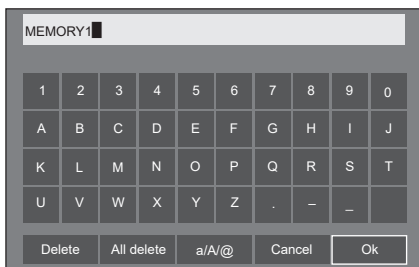 MEMORY1
1 2 3 4 5 6 7 8 9 0
A B C D E F G H I J
K L M N O P Q R S T
U V W X Y Z . – _
Delete All delete a/A/@ Cancel Ok